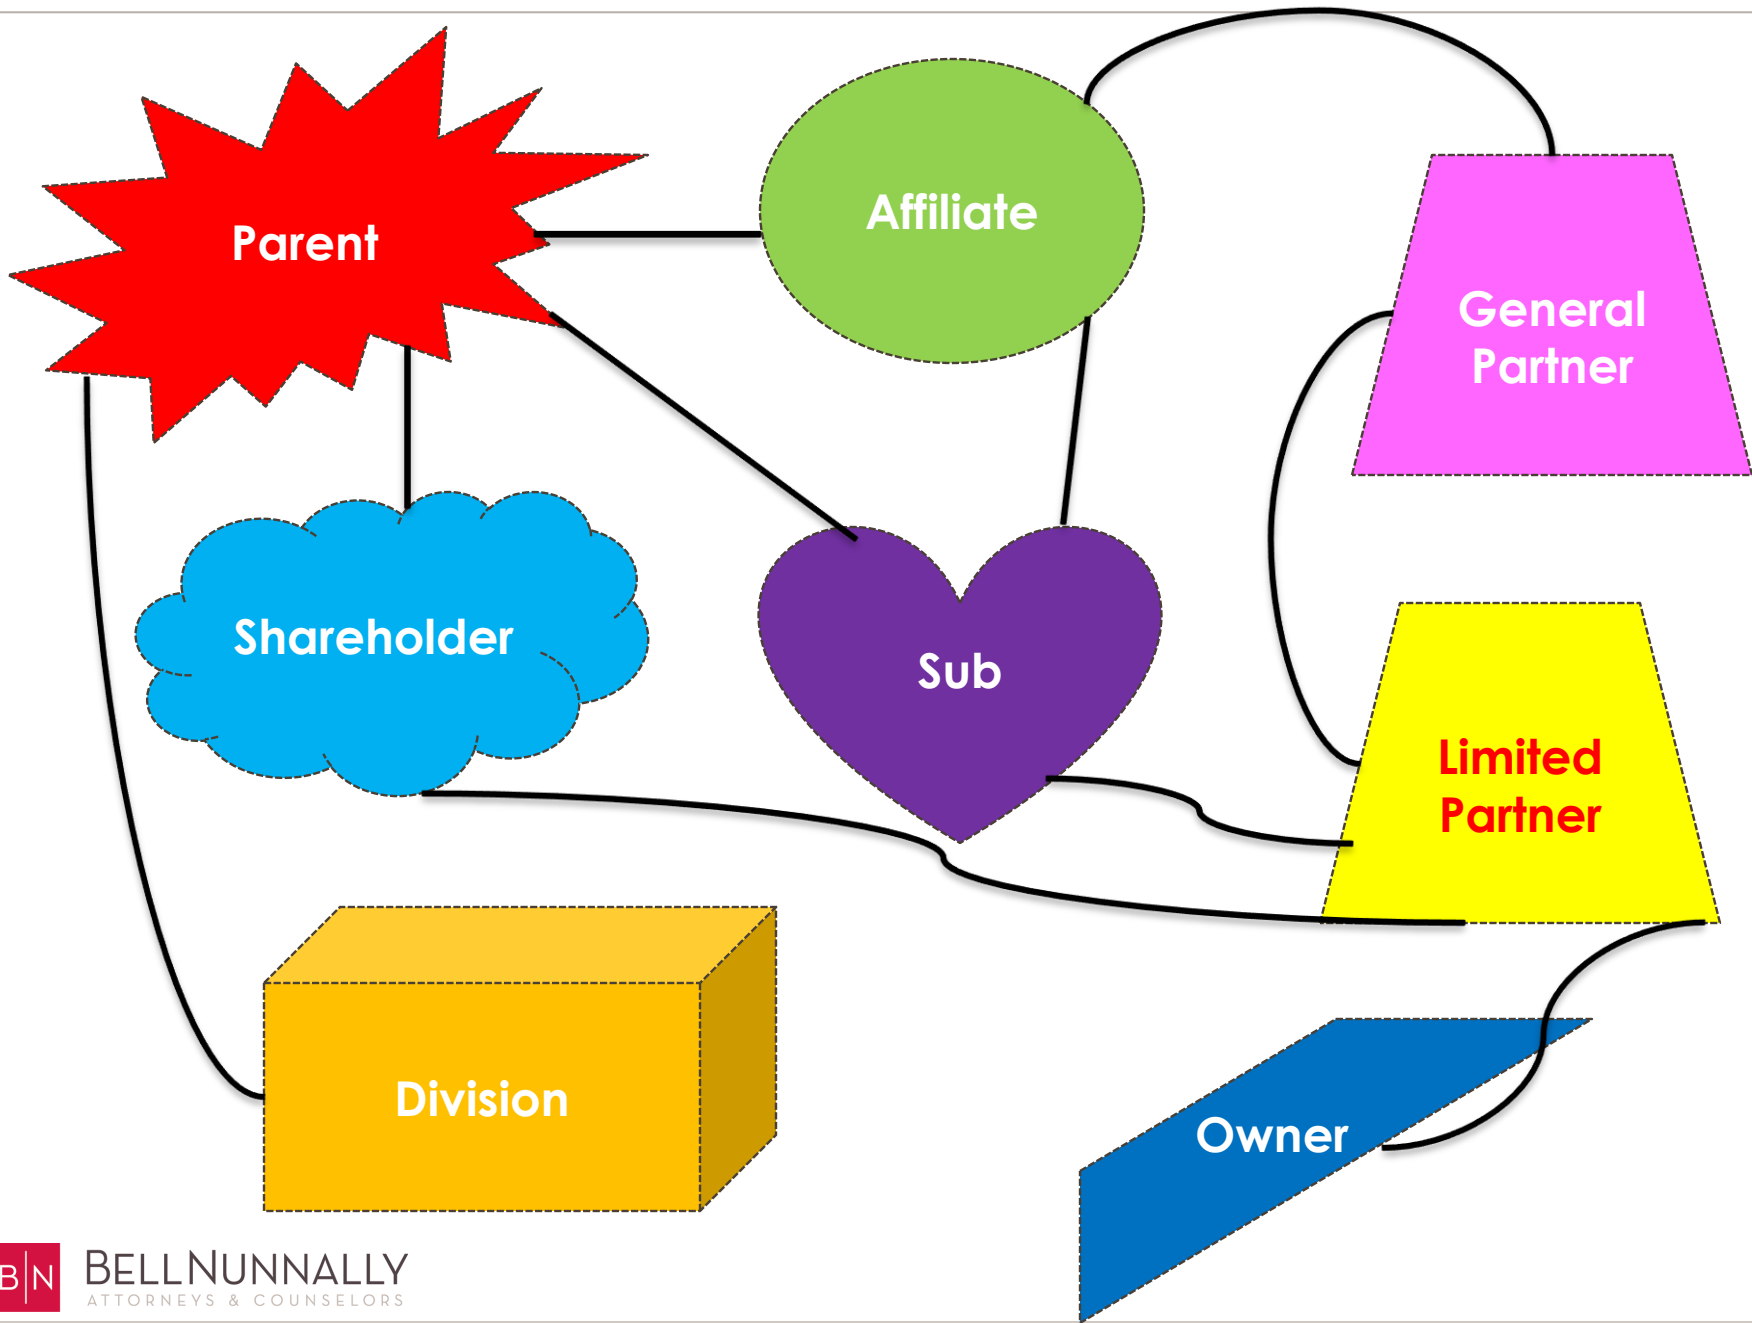 Parent
Affiliate
General
Partner
Shareholder
Sub
Limited
Partner
Division
Owner
B|N
BELLNUNNALLY
ATTORNEYS & COUNSELORS